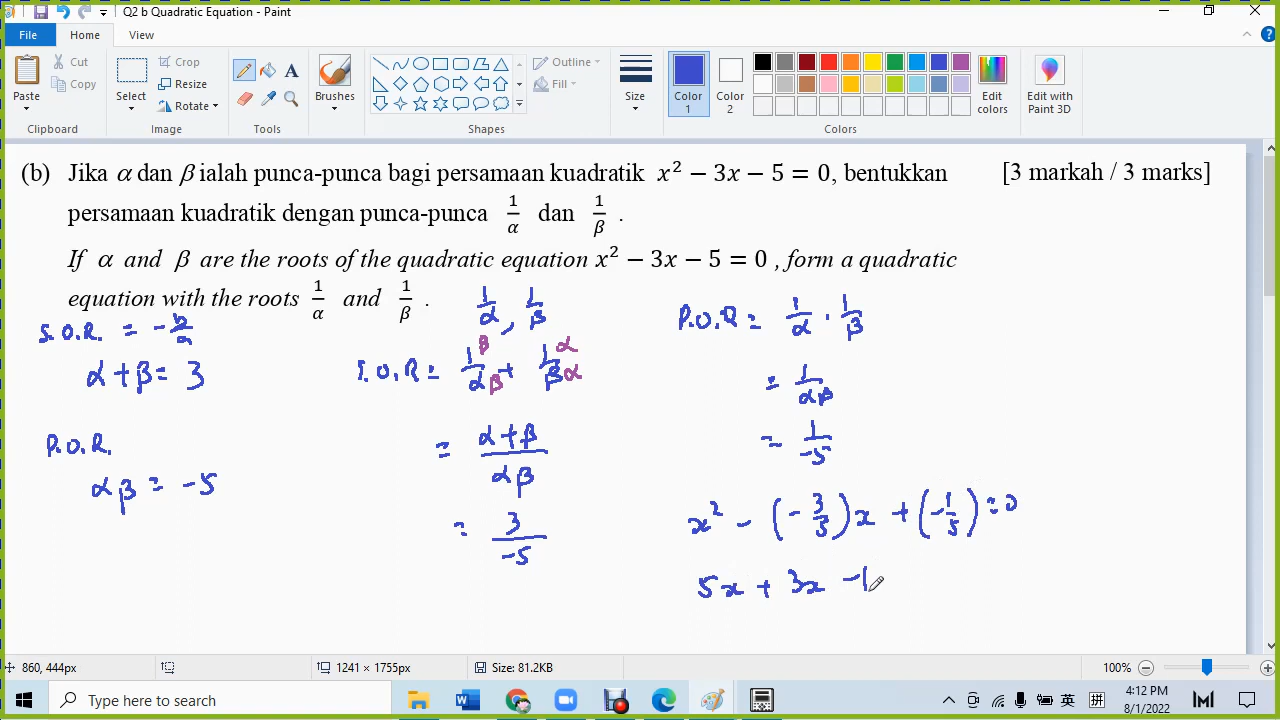 Q2 b Quadratic Equation - Paint
File Home View
Cut
Copy
Paste
Clipboard
Crop
Resize
Rotate
Select
Image
A
Tools
Brushes
Outline
Fill
Shapes
Size
Color 1
Color 2
Edit colors
Edit with Paint 3D
Colors
(b) Jika α dan β ialah punca-punca bagi persamaan kuadratik x² − 3x − 5 = 0, bentukkan [3 markah / 3 marks]
persamaan kuadratik dengan punca-punca 1/α dan 1/β .
If α and β are the roots of the quadratic equation x² − 3x − 5 = 0 , form a quadratic
equation with the roots 1/α and 1/β .
S.O.R. = -b/a
α + β = 3
P.O.R.
αβ = -5
1/α , 1/β
S.O.R = 1/α β/β + 1/β α/α
= α+β/αβ
= 3/-5
P.O.R = 1/α · 1/β
= 1/αβ
= 1/-5
x² - (-3/5)x + (-1/5) = 0
5x + 3x -1
860, 444px
1241 × 1755px
Size: 81.2KB
100%
Type here to search
英
拼
4:12 PM
8/1/2022